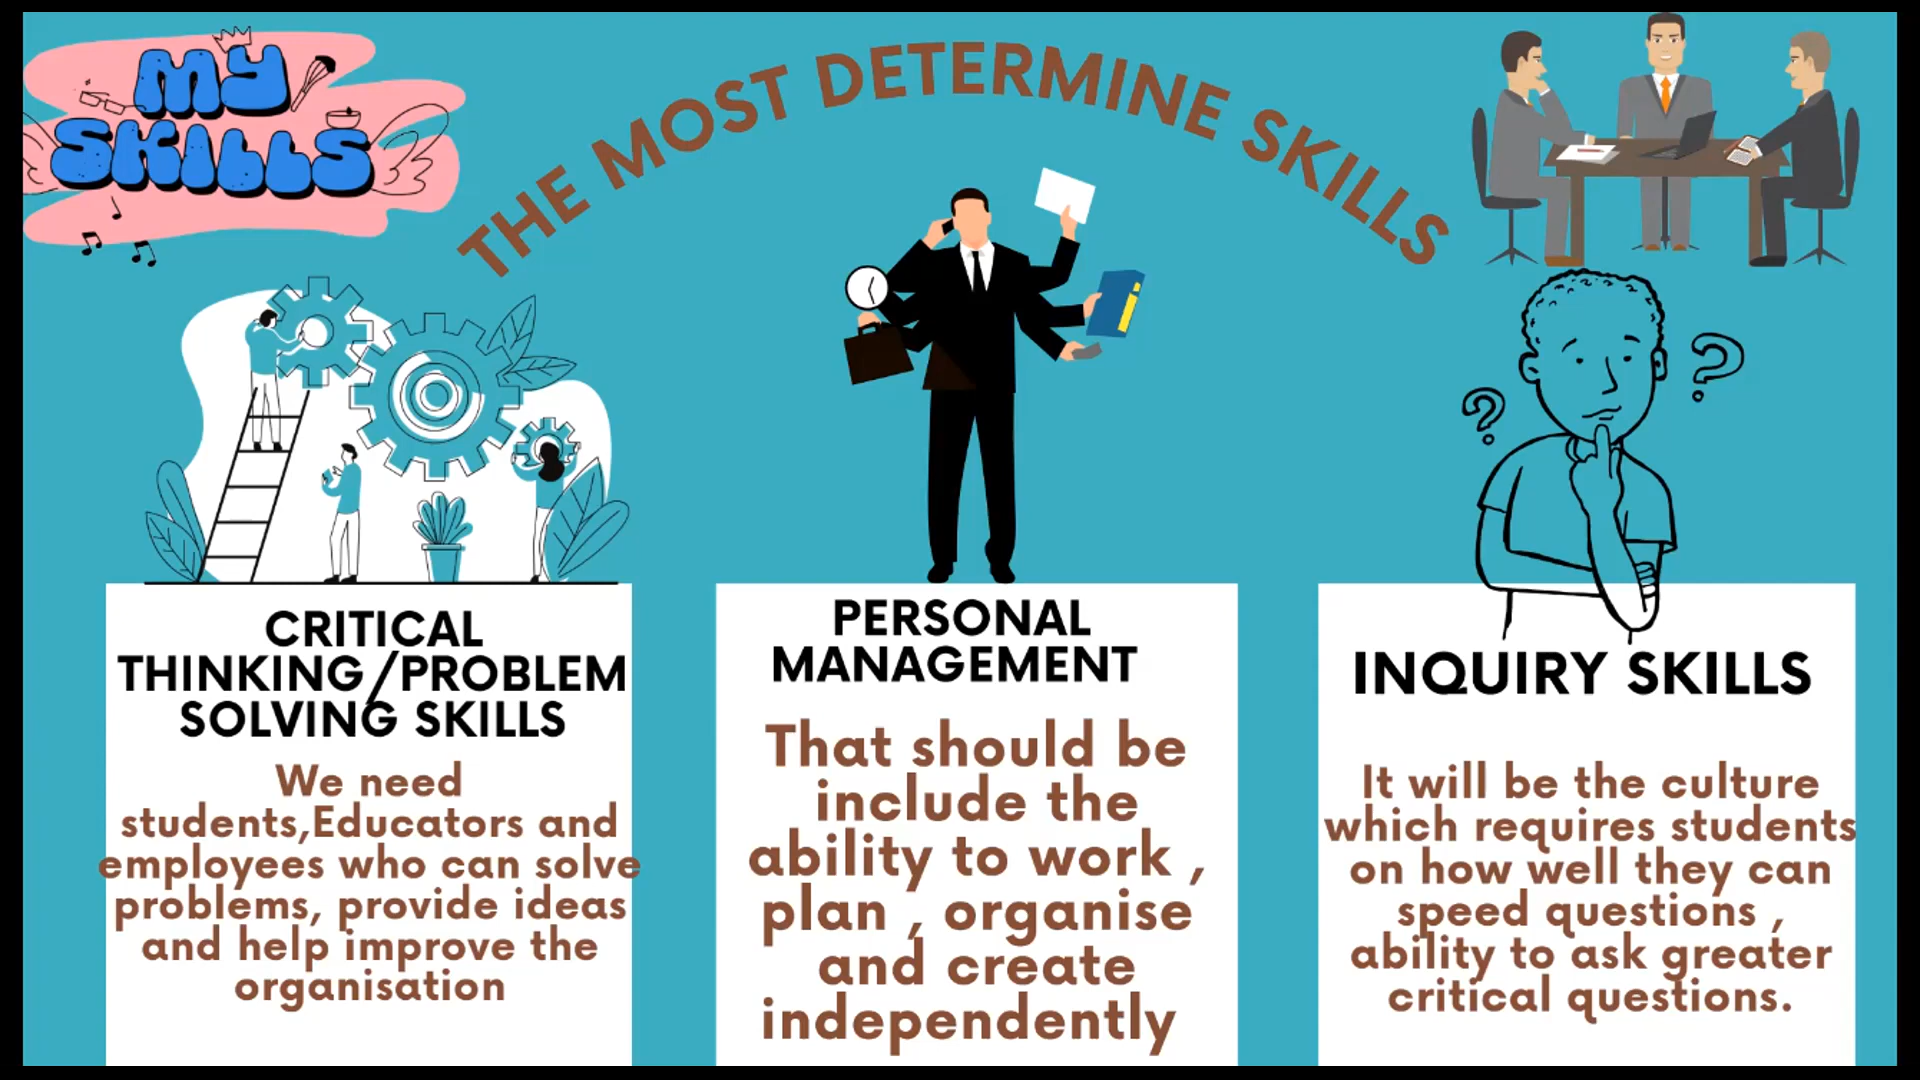 MY
SKILLS
THE MOST DETERMINE SKILLS
CRITICAL
THINKING/PROBLEM
SOLVING SKILLS
We need
students,Educators and
employees who can solve
problems, provide ideas
and help improve the
organisation
PERSONAL
MANAGEMENT
That should be
include the
ability to work ,
plan , organise
and create
independently
INQUIRY SKILLS
It will be the culture
which requires students
on how well they can
speed questions ,
ability to ask greater
critical questions.